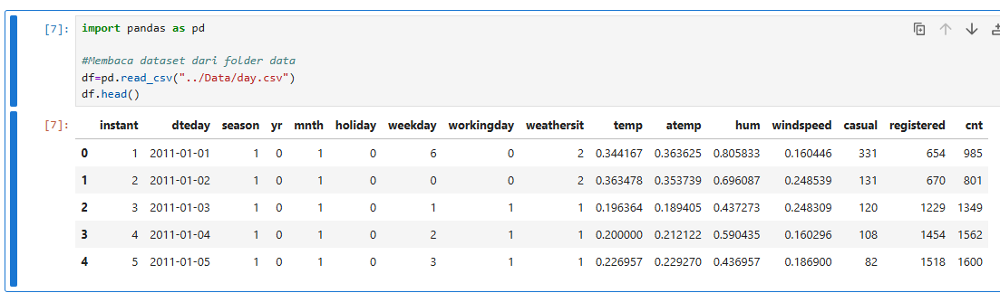 [7]: import pandas as pd
#Membaca dataset dari folder data
df=pd.read_csv("../Data/day.csv")
df.head()
[7]: instant dteday season yr mnth holiday weekday workingday weathersit temp atemp hum windspeed casual registered cnt
0 1 2011-01-01 1 0 1 0 6 0 2 0.344167 0.363625 0.805833 0.160446 331 654 985
1 2 2011-01-02 1 0 1 0 0 0 2 0.363478 0.353739 0.696087 0.248539 131 670 801
2 3 2011-01-03 1 0 1 0 1 1 1 0.196364 0.189405 0.437273 0.248309 120 1229 1349
3 4 2011-01-04 1 0 1 0 2 1 1 0.200000 0.212122 0.590435 0.160296 108 1454 1562
4 5 2011-01-05 1 0 1 0 3 1 1 0.226957 0.229270 0.436957 0.186900 82 1518 1600